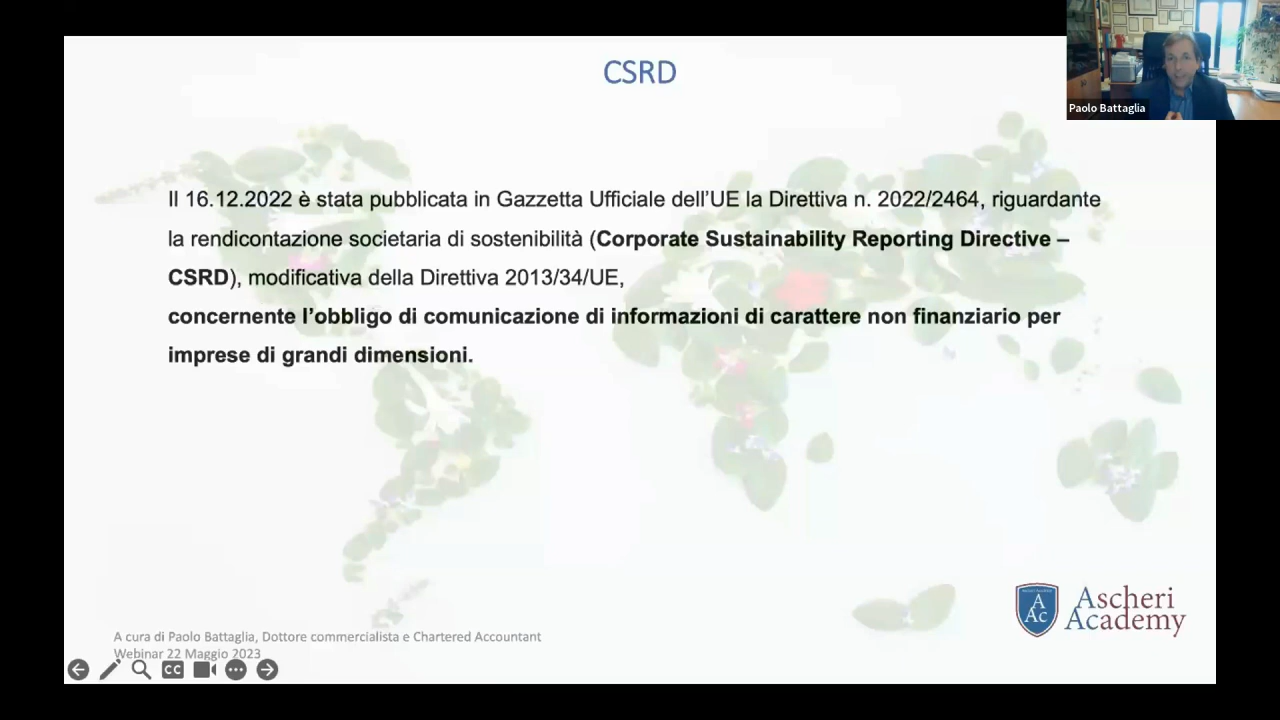 CSRD
Paolo Battaglia
Il 16.12.2022 è stata pubblicata in Gazzetta Ufficiale dell’UE la Direttiva n. 2022/2464, riguardante
la rendicontazione societaria di sostenibilità (Corporate Sustainability Reporting Directive –
CSRD), modificativa della Direttiva 2013/34/UE,
concernente l’obbligo di comunicazione di informazioni di carattere non finanziario per
imprese di grandi dimensioni.
A
Ac
Ascheri
Academy
A cura di Paolo Battaglia, Dottore commercialista e Chartered Accountant
Webinar 22 Maggio 2023
CC